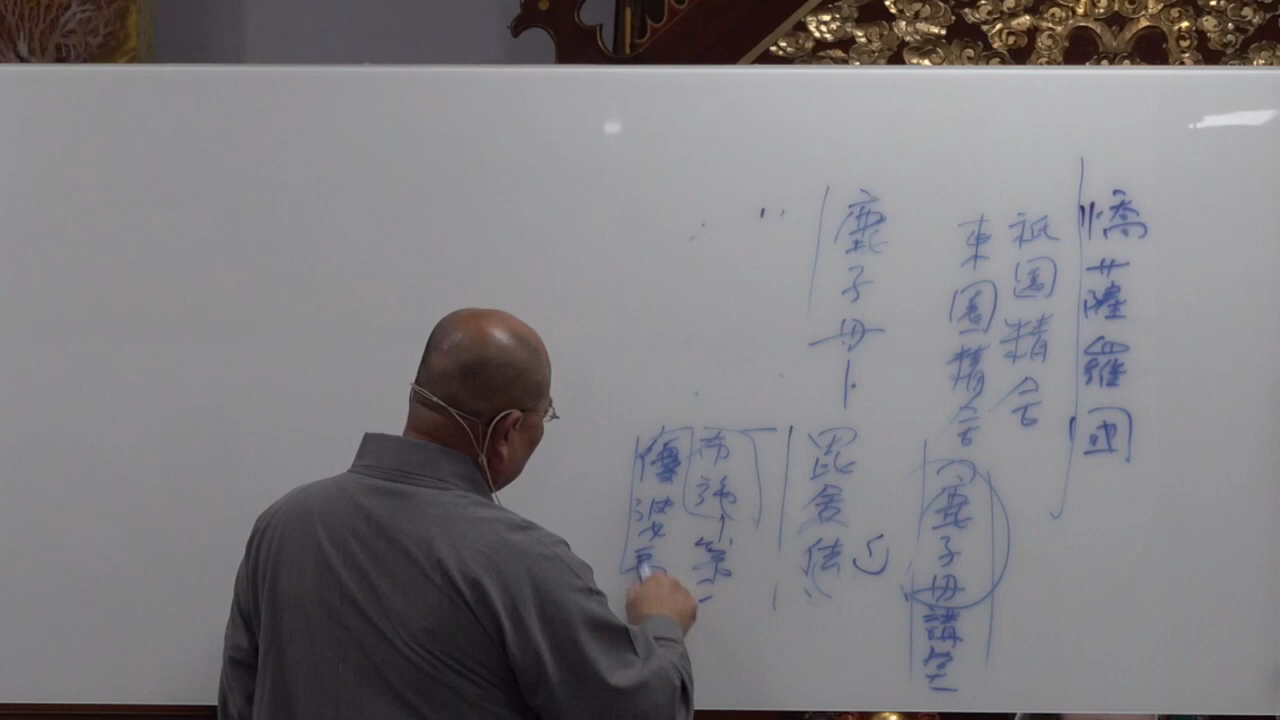 憍薩羅國
祇園精舍
東園精舍
鹿子母講堂
鹿子母
毘舍佉
布施第一
優婆